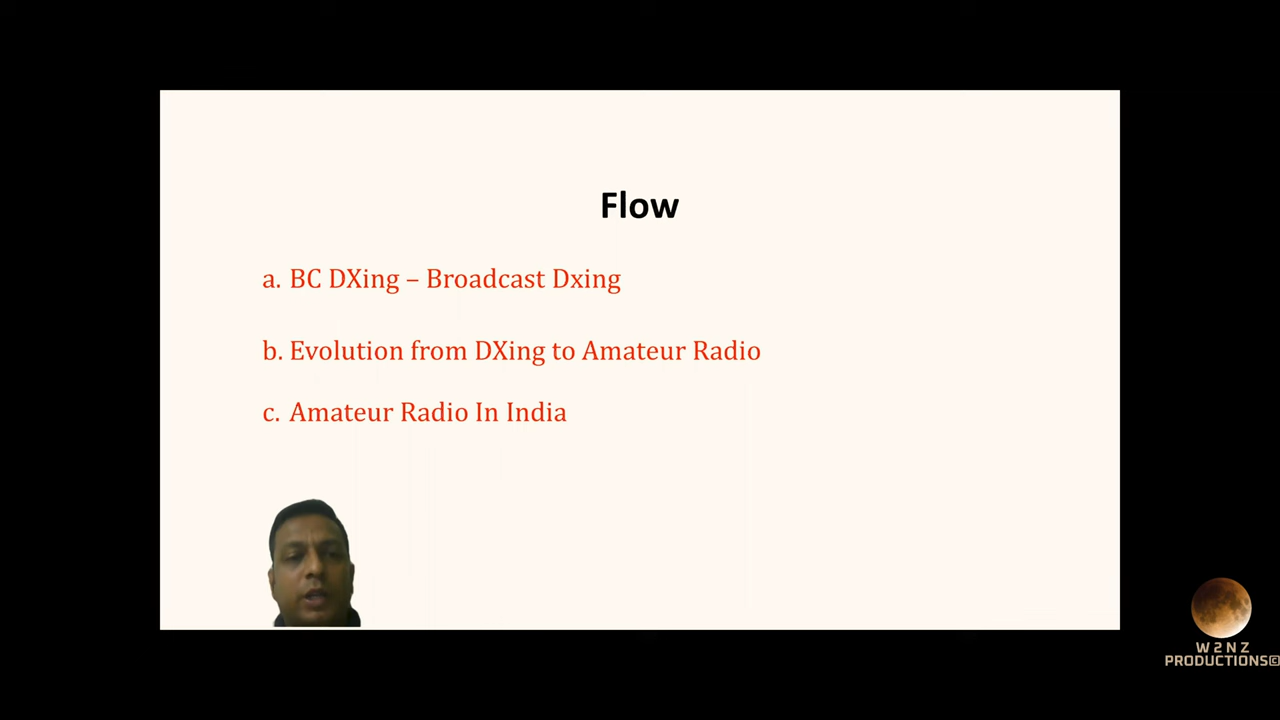 Flow
a. BC DXing – Broadcast Dxing
b. Evolution from DXing to Amateur Radio
c. Amateur Radio In India
W2NZ
PRODUCTIONS©